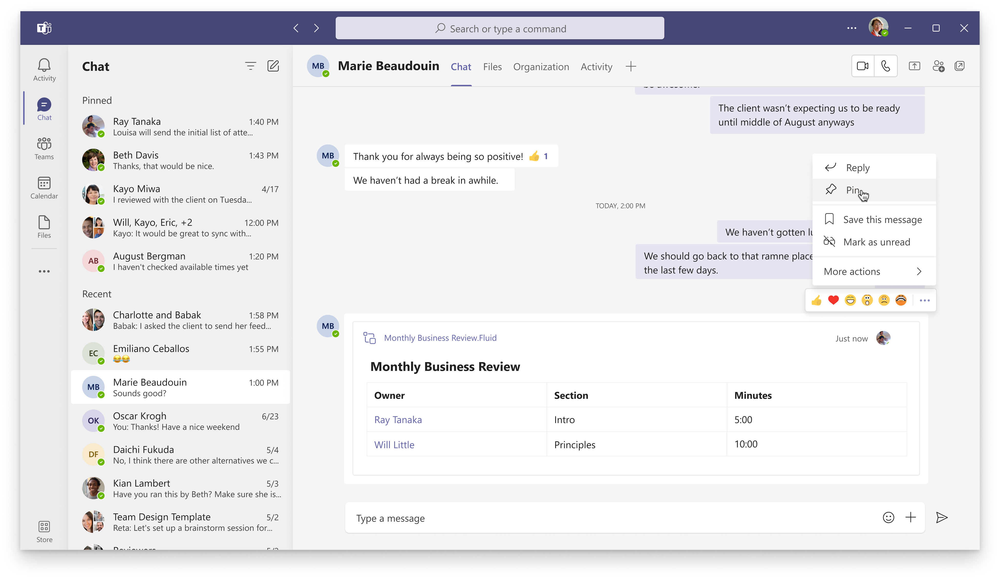 Search or type a command
Activity
Chat
Teams
Calendar
Files
Store
Chat
Pinned
Ray Tanaka 1:40 PM
Louisa will send the initial list of atte...
Beth Davis 1:43 PM
Thanks, that would be nice.
Kayo Miwa 4/17
I reviewed with the client on Tuesda...
Will, Kayo, Eric, +2 12:00 PM
Kayo: It would be great to sync with...
AB August Bergman 1:20 PM
I haven't checked available times yet
Recent
Charlotte and Babak 1:58 PM
Babak: I asked the client to send her feed...
EC Emiliano Ceballos 1:55 PM
😂😂
MB Marie Beaudouin 1:00 PM
Sounds good?
OK Oscar Krogh 6/23
You: Thanks! Have a nice weekend
DF Daichi Fukuda 5/4
No, I think there are other alternatives we c...
Kian Lambert 5/3
Have you ran this by Beth? Make sure she is...
Team Design Template 5/2
Reta: Let's set up a brainstorm session for...
MB Marie Beaudouin Chat Files Organization Activity
be awesome.
The client wasn’t expecting us to be ready
until middle of August anyways
MB
Thank you for always being so positive! 👍 1
We haven’t had a break in awhile.
TODAY, 2:00 PM
We haven’t gotten
We should go back to that ramne place
the last few days.
Reply
Pin
Save this message
Mark as unread
More actions
MB
Monthly Business Review.Fluid Just now
Monthly Business Review
Owner Section Minutes
Ray Tanaka Intro 5:00
Will Little Principles 10:00
Type a message